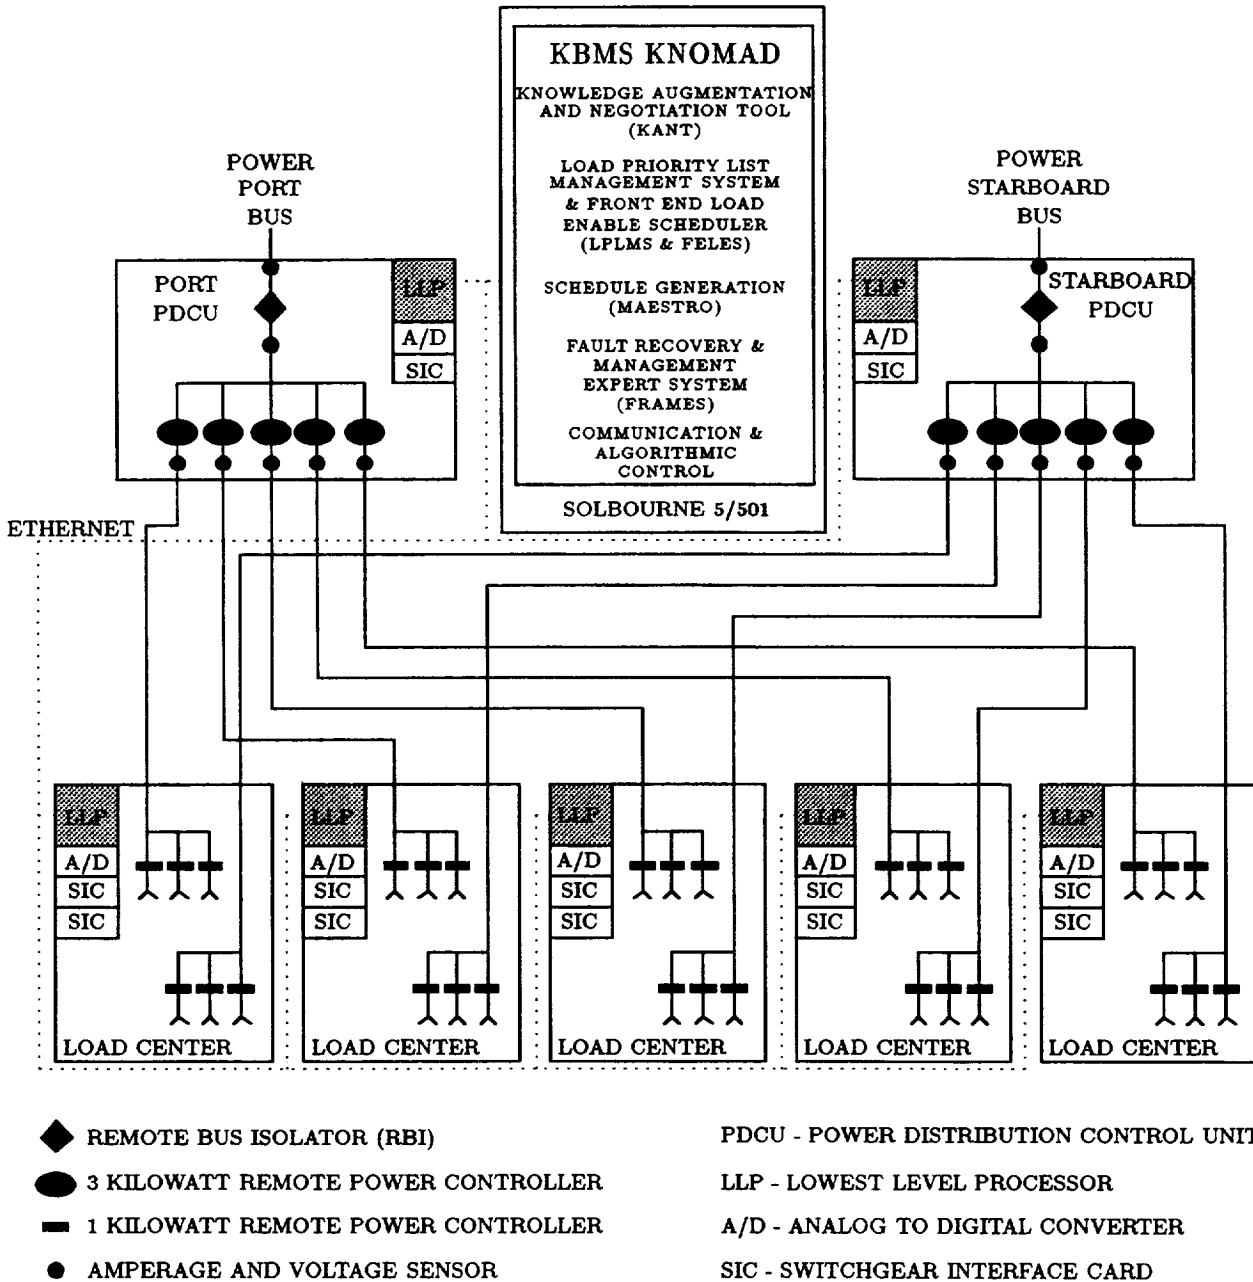 KBMS KNOMAD
KNOWLEDGE AUGMENTATION
AND NEGOTIATION TOOL
(KANT)
LOAD PRIORITY LIST
MANAGEMENT SYSTEM
& FRONT END LOAD
ENABLE SCHEDULER
(LPLMS & FELES)
SCHEDULE GENERATION
(MAESTRO)
FAULT RECOVERY &
MANAGEMENT
EXPERT SYSTEM
(FRAMES)
COMMUNICATION &
ALGORITHMIC
CONTROL
SOLBOURNE 5/501
POWER
PORT
BUS
PORT
PDCU
LLP
A/D
SIC
POWER
STARBOARD
BUS
LLP
A/D
SIC
STARBOARD
PDCU
ETHERNET
LLP
A/D
SIC
SIC
LOAD CENTER
LLP
A/D
SIC
SIC
LOAD CENTER
LLP
A/D
SIC
SIC
LOAD CENTER
LLP
A/D
SIC
SIC
LOAD CENTER
LLP
A/D
SIC
SIC
LOAD CENTER
REMOTE BUS ISOLATOR (RBI)
3 KILOWATT REMOTE POWER CONTROLLER
1 KILOWATT REMOTE POWER CONTROLLER
AMPERAGE AND VOLTAGE SENSOR
PDCU - POWER DISTRIBUTION CONTROL UNIT
LLP - LOWEST LEVEL PROCESSOR
A/D - ANALOG TO DIGITAL CONVERTER
SIC - SWITCHGEAR INTERFACE CARD